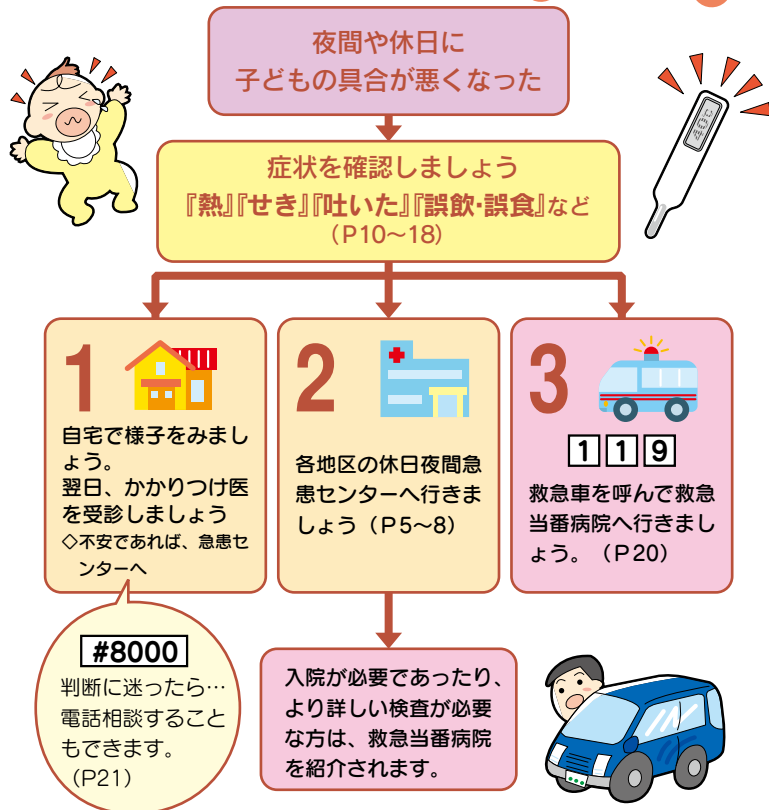 夜間や休日に
子どもの具合が悪くなった
症状を確認しましょう
『熱』『せき』『吐いた』『誤飲・誤食』など
（P10～18）
1
自宅で様子をみまし
ょう。
翌日、かかりつけ医
を受診しましょう
◇不安であれば、急患セ
ンターへ
2
各地区の休日夜間急
患センターへ行きま
しょう（P5～8）
3
119
救急車を呼んで救急
当番病院へ行きまし
ょう。（P20）
#8000
判断に迷ったら…
電話相談すること
もできます。
（P21）
入院が必要であったり、
より詳しい検査が必要
な方は、救急当番病院
を紹介されます。